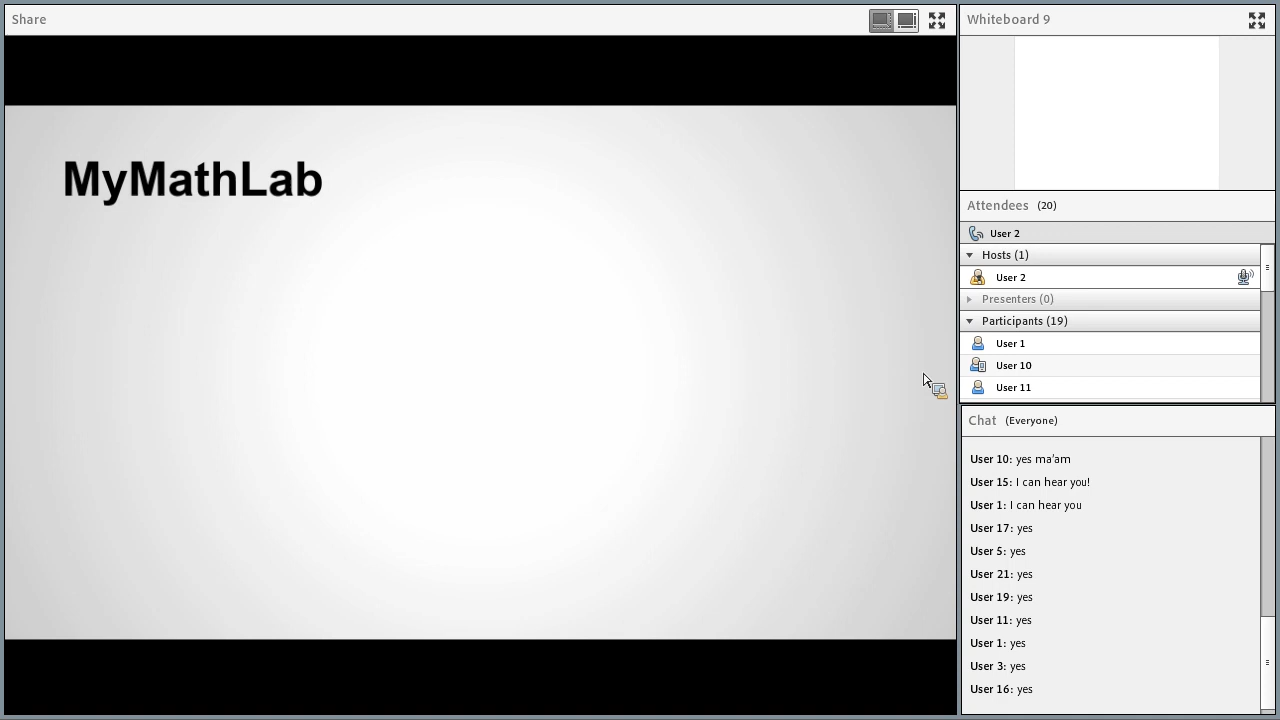 Share
MyMathLab
Whiteboard 9
Attendees (20)
User 2
Hosts (1)
User 2
Presenters (0)
Participants (19)
User 1
User 10
User 11
Chat (Everyone)
User 10: yes ma'am
User 15: I can hear you!
User 1: I can hear you
User 17: yes
User 5: yes
User 21: yes
User 19: yes
User 11: yes
User 1: yes
User 3: yes
User 16: yes